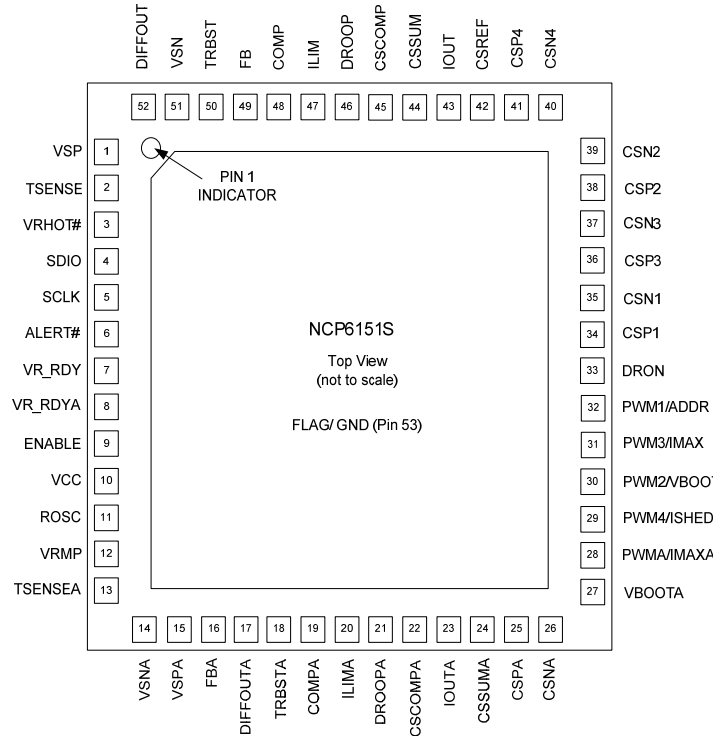 DIFFOUT
VSN
TRBST
FB
COMP
ILIM
DROOP
CSCOMP
CSSUM
IOUT
CSREF
CSP4
CSN4
52
51
50
49
48
47
46
45
44
43
42
41
40
VSP 1
TSENSE 2
VRHOT# 3
SDIO 4
SCLK 5
ALERT# 6
VR_RDY 7
VR_RDYA 8
ENABLE 9
VCC 10
ROSC 11
VRMP 12
TSENSEA 13
PIN 1
INDICATOR
NCP6151S
Top View
(not to scale)
FLAG/ GND (Pin 53)
39 CSN2
38 CSP2
37 CSN3
36 CSP3
35 CSN1
34 CSP1
33 DRON
32 PWM1/ADDR
31 PWM3/IMAX
30 PWM2/VBOOT
29 PWM4/ISHED
28 PWMA/IMAXA
27 VBOOTA
14
15
16
17
18
19
20
21
22
23
24
25
26
VSNA
VSPA
FBA
DIFFOUTA
TRBSTA
COMPA
ILIMA
DROOPA
CSCOMPA
IOUTA
CSSUMA
CSPA
CSNA